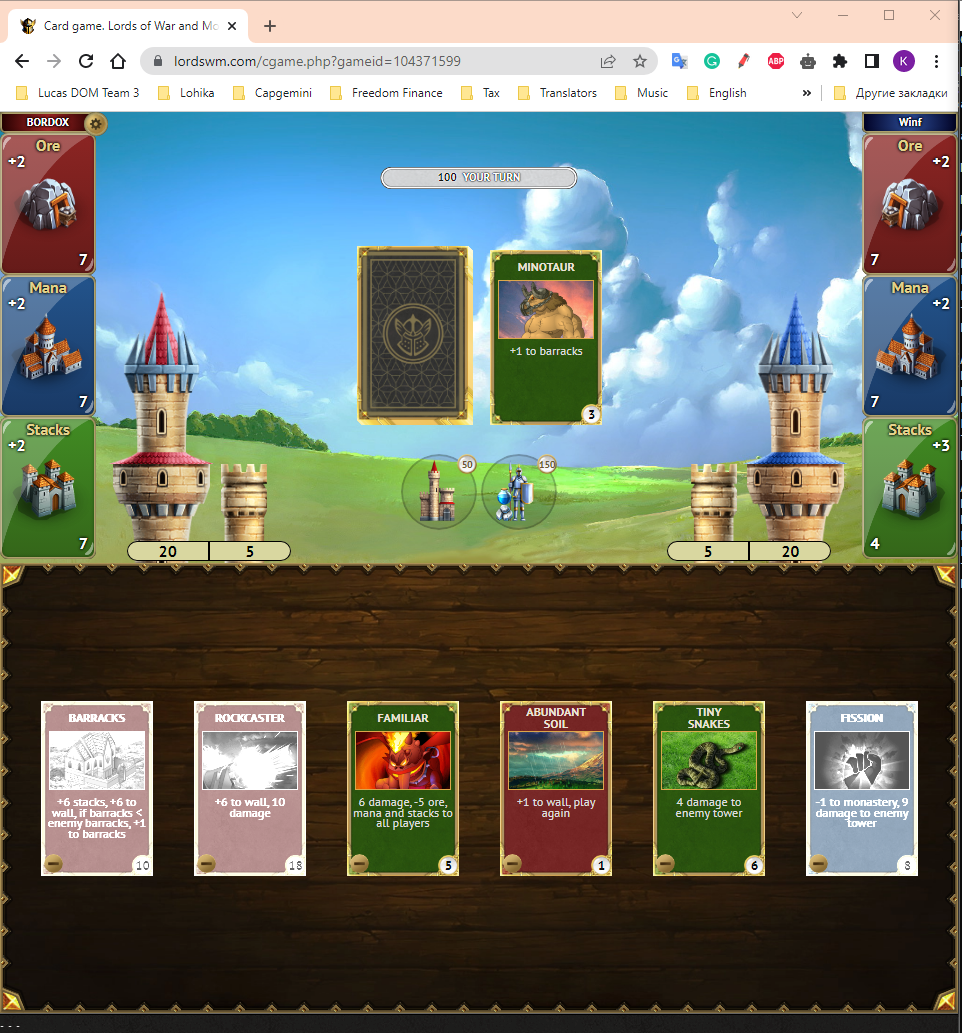 Card game. Lords of War and Mo
lordswm.com/cgame.php?gameid=104371599
K
Lucas DOM Team 3
Lohika
Capgemini
Freedom Finance
Tax
Translators
Music
English
»
Другие закладки
BORDOX
Winf
100 YOUR TURN
Ore
+2
7
Mana
+2
7
Stacks
+2
7
Ore
+2
7
Mana
+2
7
Stacks
+3
4
MINOTAUR
+1 to barracks
3
50
150
20
5
5
20
BARRACKS
+6 stacks, +6 to
wall, if barracks <
enemy barracks, +1
to barracks
10
ROCKCASTER
+6 to wall, 10
damage
18
FAMILIAR
6 damage, -5 ore,
mana and stacks to
all players
5
ABUNDANT
SOIL
+1 to wall, play
again
1
TINY
SNAKES
4 damage to
enemy tower
6
FISSION
-1 to monastery, 9
damage to enemy
tower
8
- - -